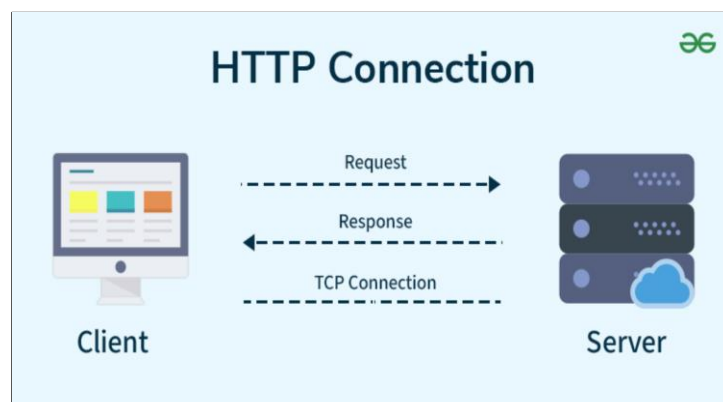 HTTP Connection
Request
Response
TCP Connection
Client
Server